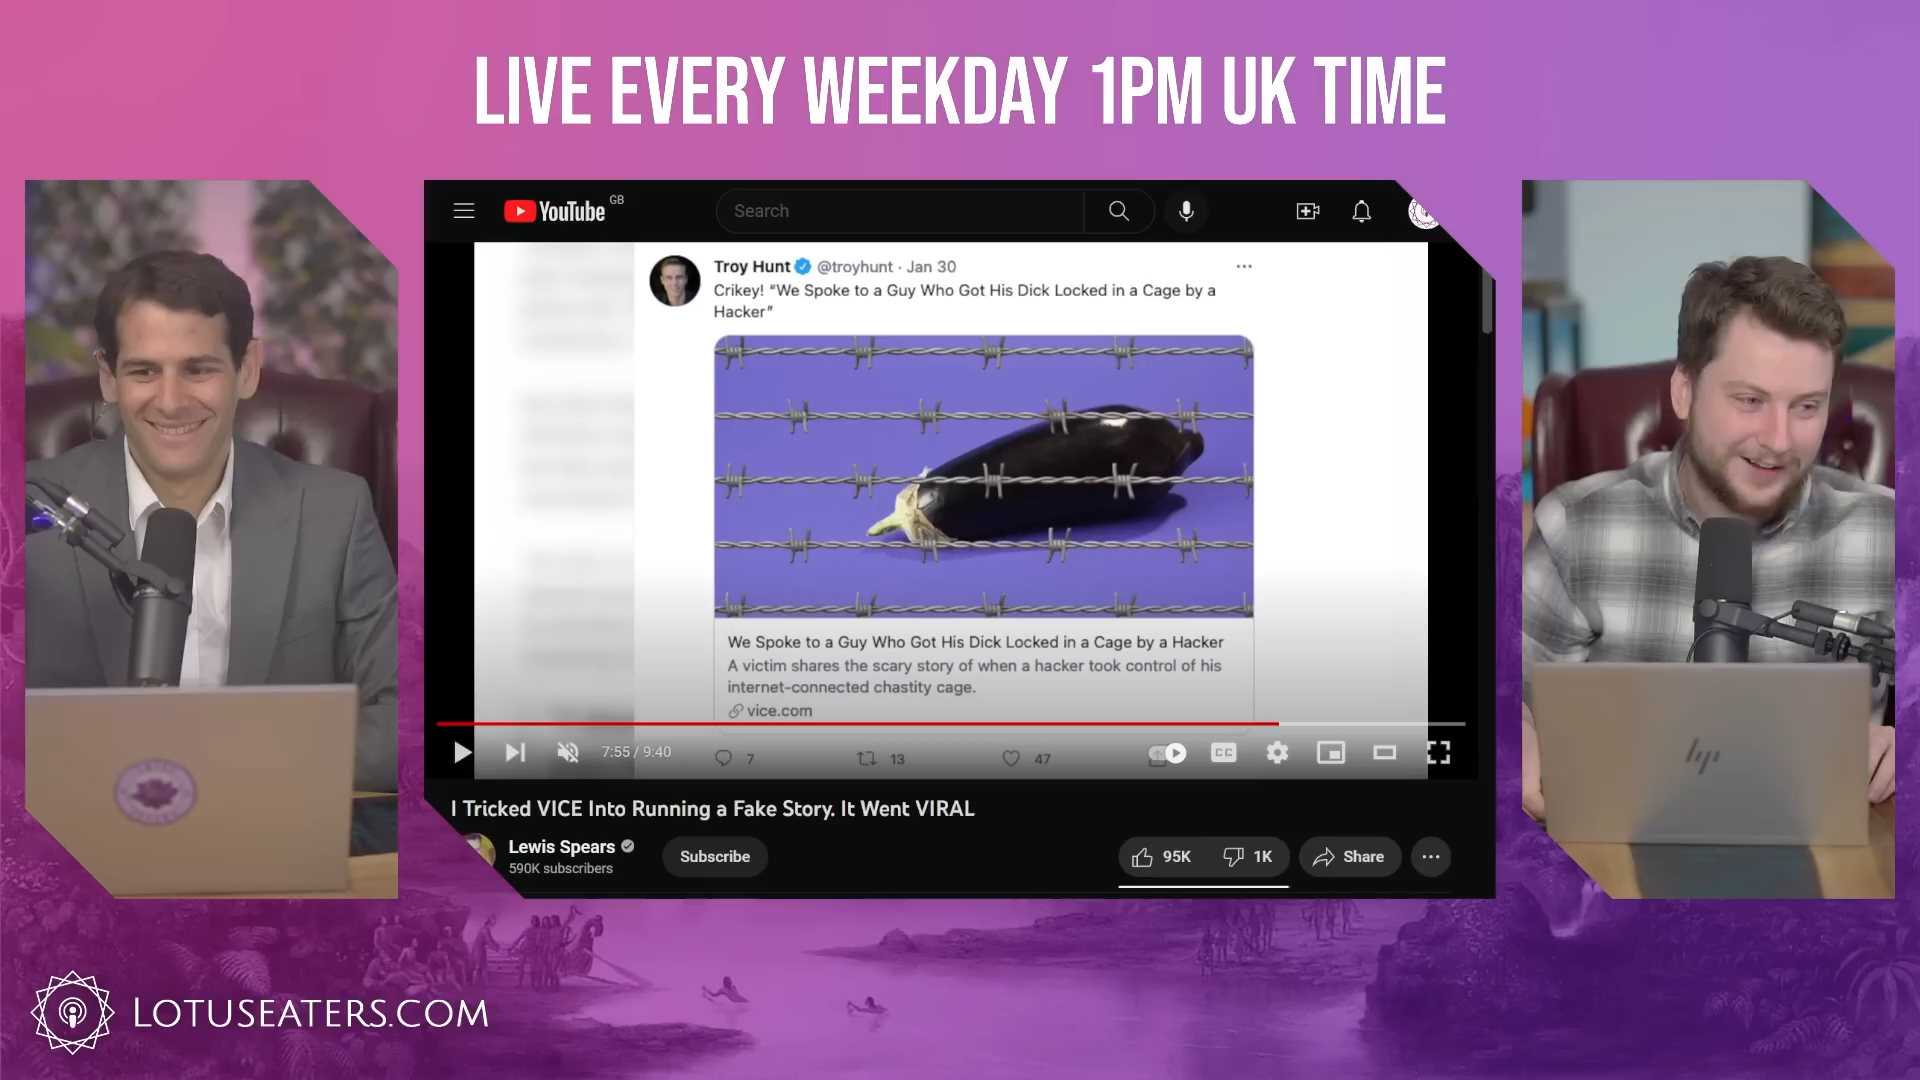 LIVE EVERY WEEKDAY 1PM UK TIME
YouTube GB
Search
Troy Hunt @troyhunt · Jan 30
Crikey! “We Spoke to a Guy Who Got His Dick Locked in a Cage by a
Hacker”
We Spoke to a Guy Who Got His Dick Locked in a Cage by a Hacker
A victim shares the scary story of when a hacker took control of his
internet-connected chastity cage.
vice.com
7:55 / 9:40
7 13 47
CC
I Tricked VICE Into Running a Fake Story. It Went VIRAL
Lewis Spears
590K subscribers
Subscribe
95K 1K Share
hp
LOTUSEATERS.COM